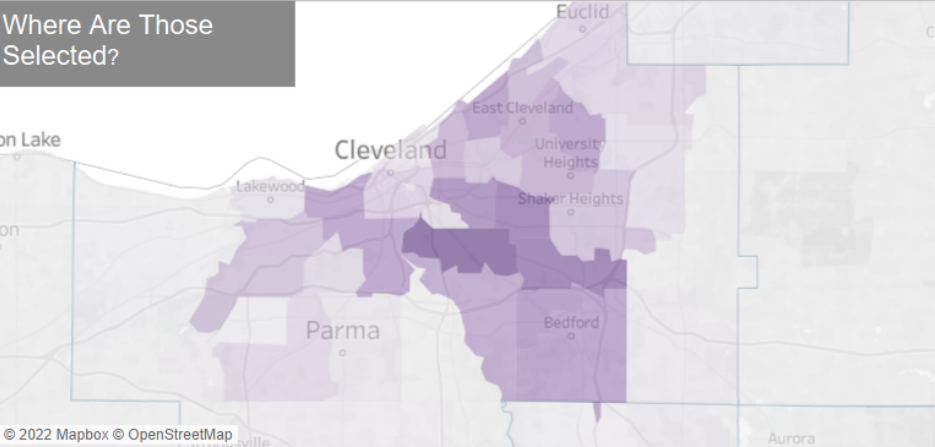 Where Are Those
Selected?
Euclid
East Cleveland
on Lake
Cleveland
University
Heights
Lakewood
Shaker Heights
on
Parma
Bedford
Aurora
© 2022 Mapbox © OpenStreetMap